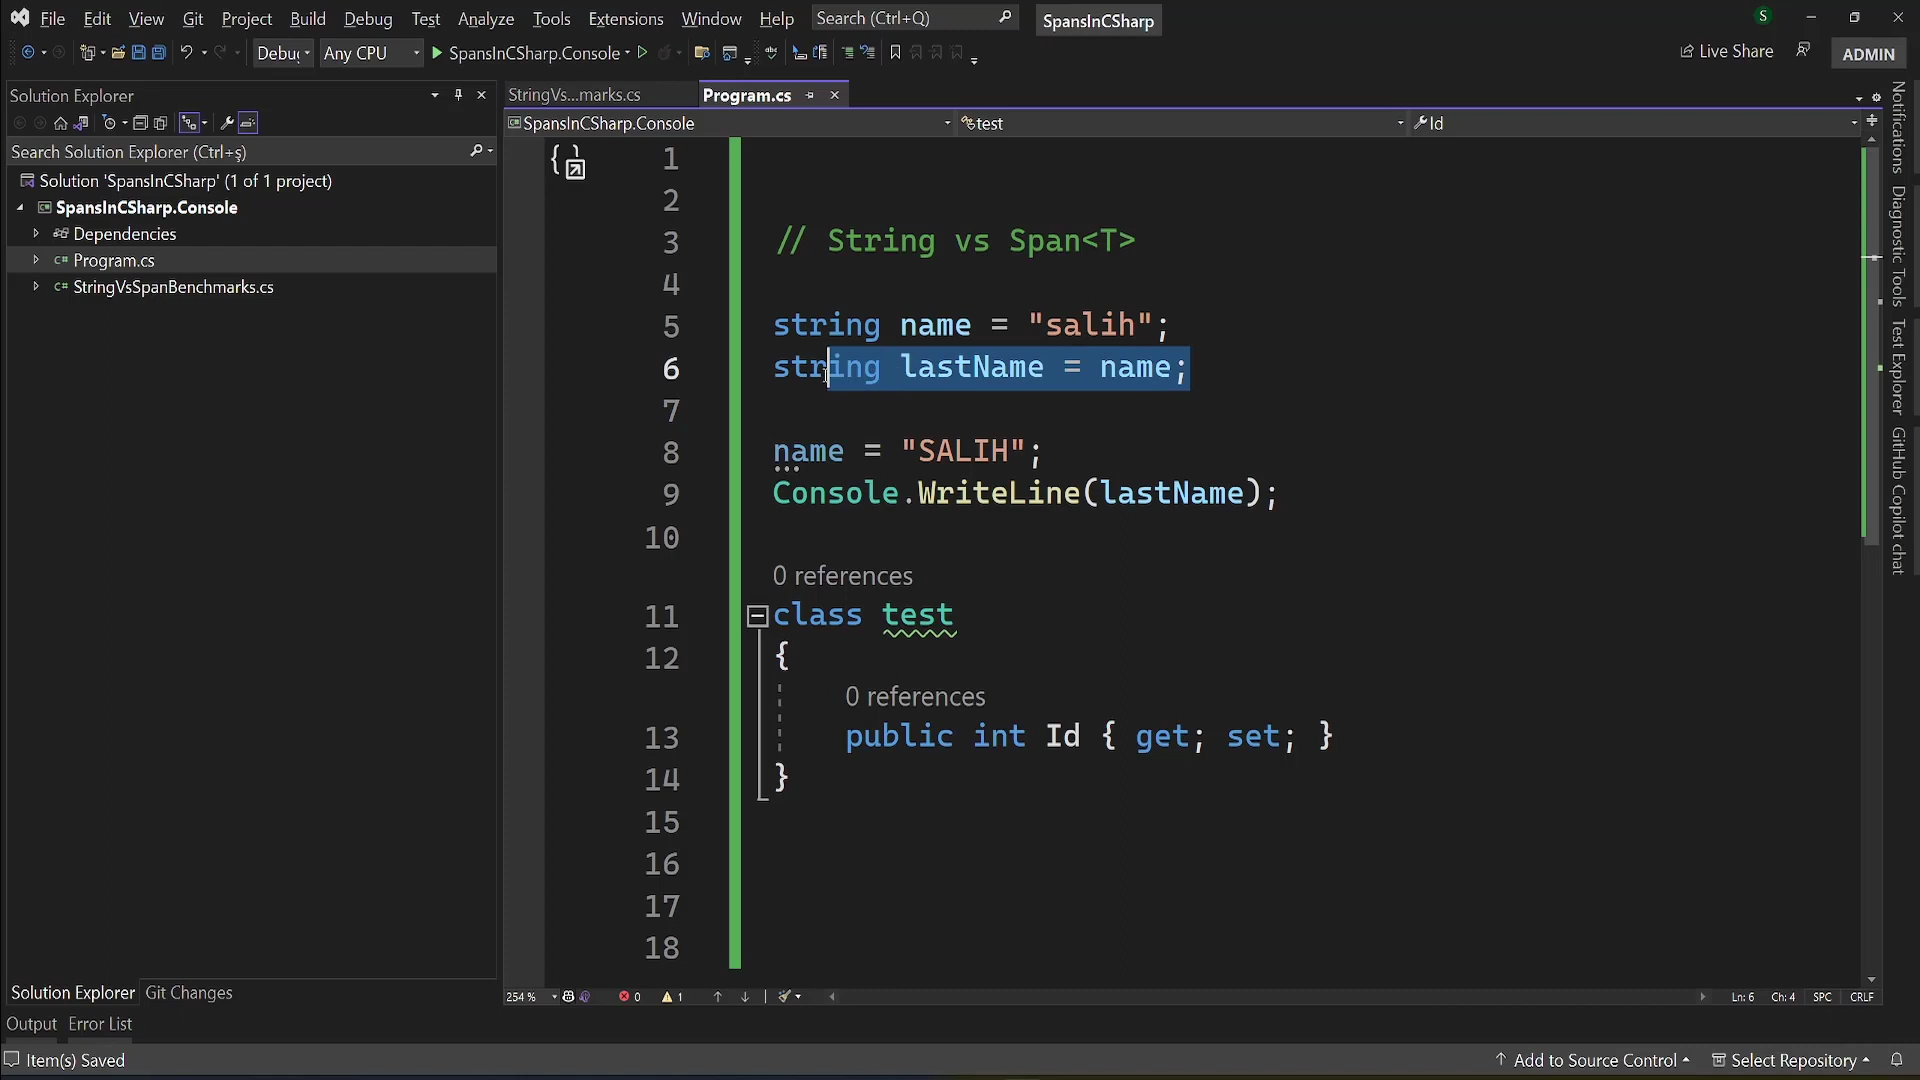 File Edit View Git Project Build Debug Test Analyze Tools Extensions Window Help Search (Ctrl+Q) SpansInCSharp S
Debug Any CPU SpansInCSharp.Console Live Share ADMIN
Solution Explorer
Search Solution Explorer (Ctrl+ş)
Solution 'SpansInCSharp' (1 of 1 project)
SpansInCSharp.Console
Dependencies
Program.cs
StringVsSpanBenchmarks.cs
StringVs...marks.cs Program.cs
SpansInCSharp.Console test Id
1
2
3 // String vs Span<T>
4
5 string name = "salih";
6 string lastName = name;
7
8 name = "SALIH";
9 Console.WriteLine(lastName);
10
0 references
11 class test
12 {
0 references
13 public int Id { get; set; }
14 }
15
16
17
18
254 % 0 1 Ln: 6 Ch: 4 SPC CRLF
Notifications
Diagnostic Tools
Test Explorer
GitHub Copilot chat
Solution Explorer Git Changes
Output Error List
Item(s) Saved Add to Source Control Select Repository